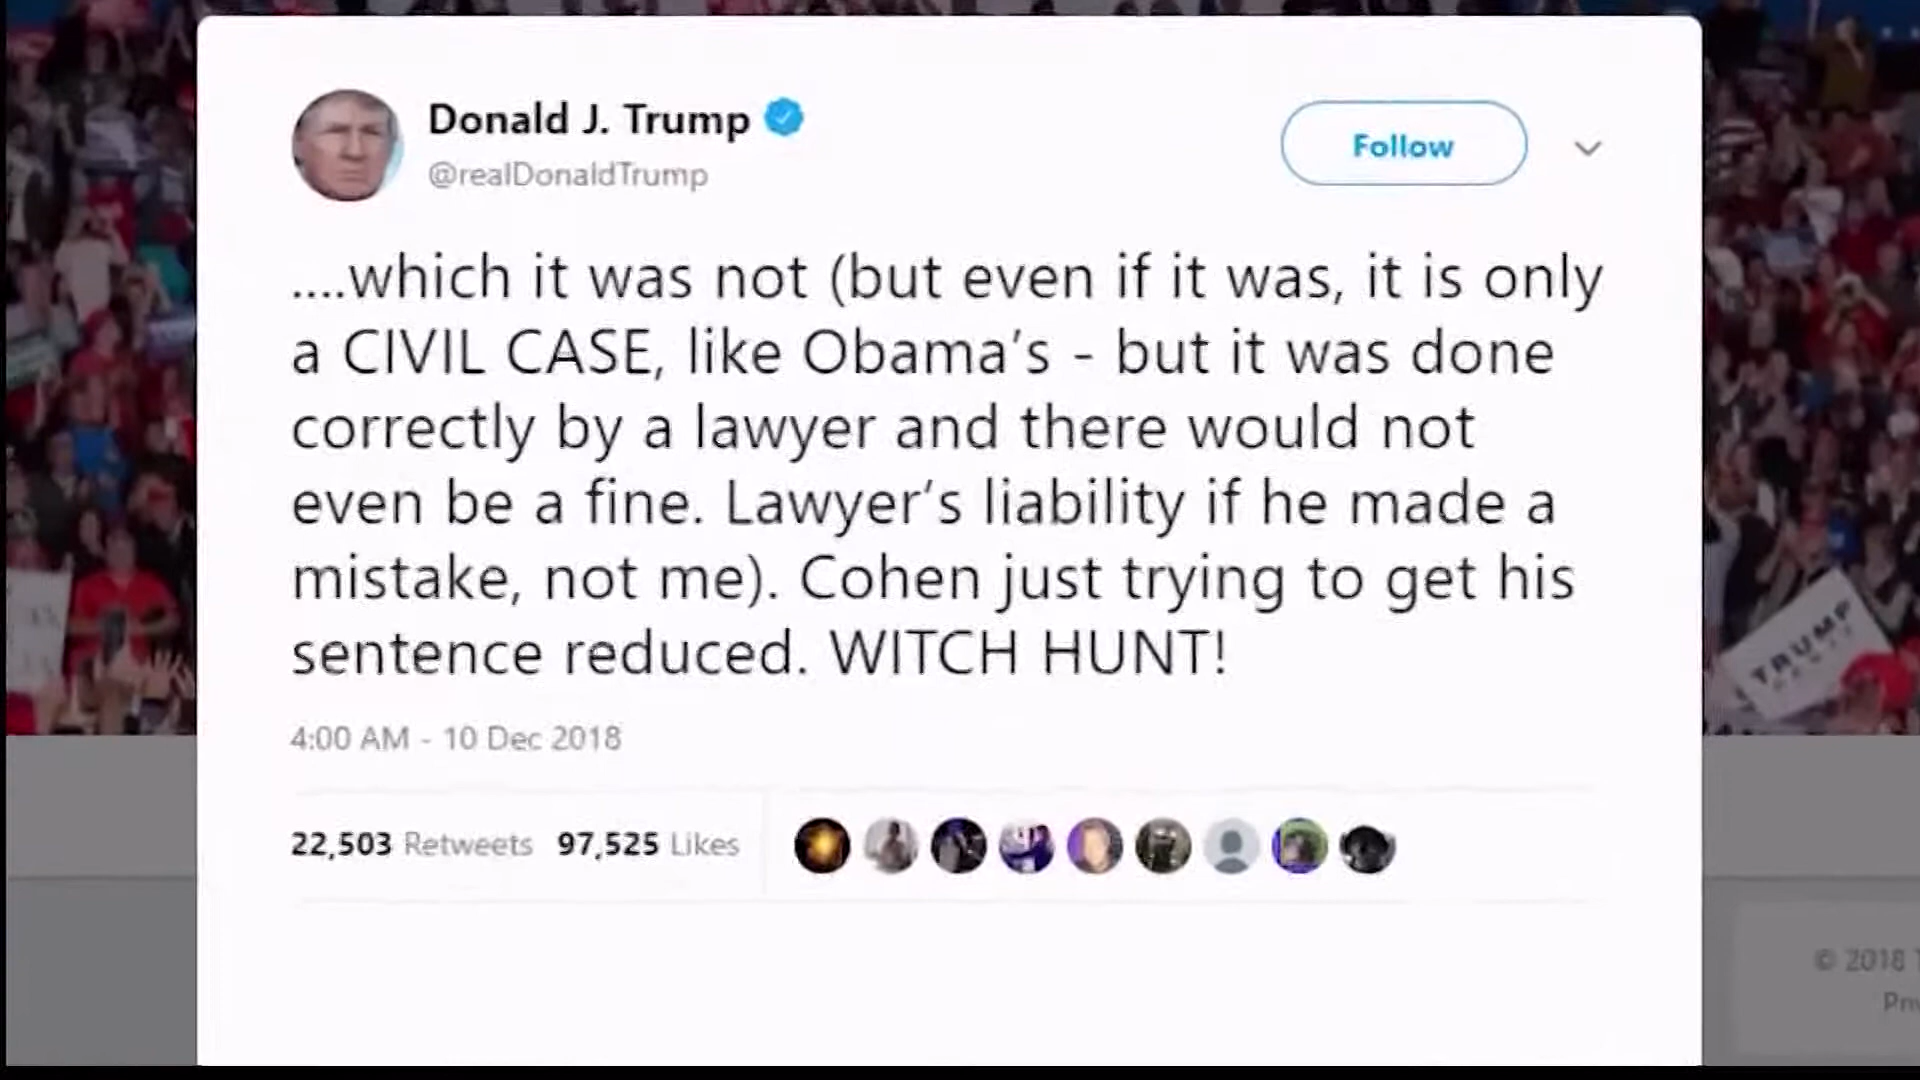 Donald J. Trump
@realDonaldTrump
Follow
....which it was not (but even if it was, it is only
a CIVIL CASE, like Obama's - but it was done
correctly by a lawyer and there would not
even be a fine. Lawyer's liability if he made a
mistake, not me). Cohen just trying to get his
sentence reduced. WITCH HUNT!
4:00 AM - 10 Dec 2018
22,503 Retweets 97,525 Likes
TRUMP
© 2018